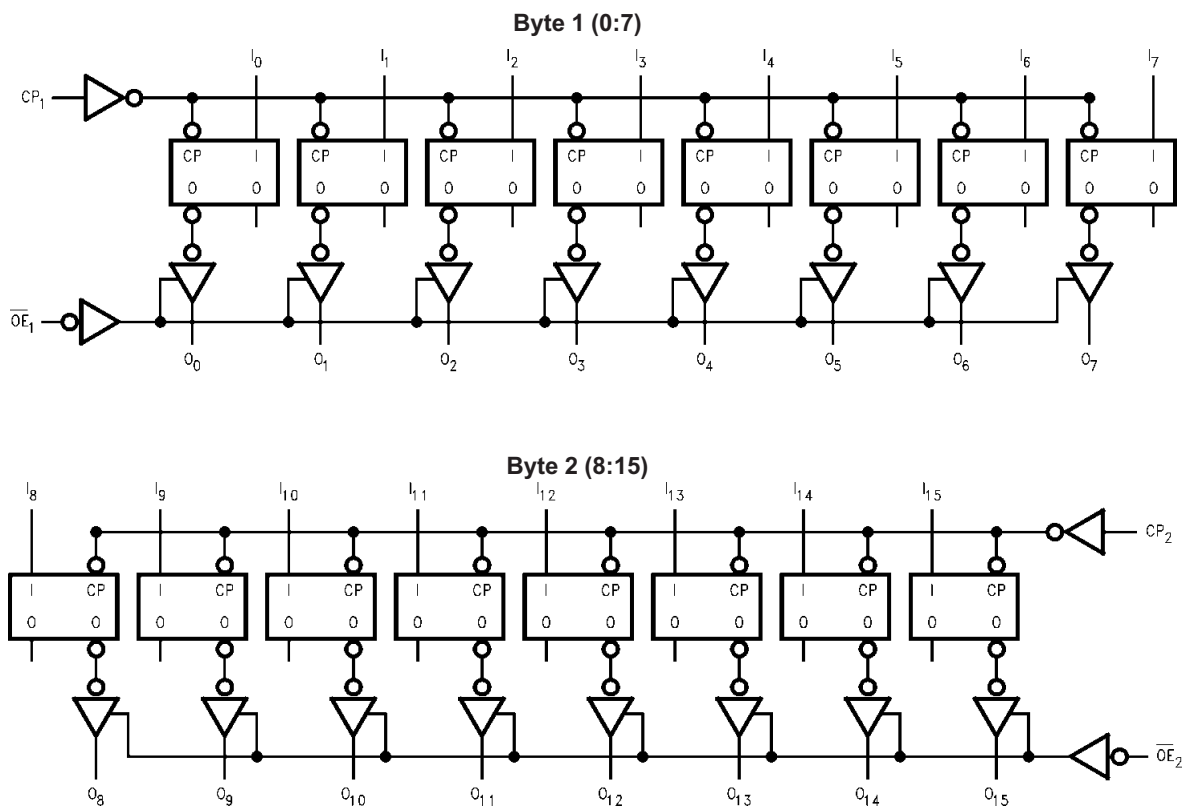 Byte 1 (0:7)
I₀ I₁ I₂ I₃ I₄ I₅ I₆ I₇
CP₁
CP I CP I CP I CP I CP I CP I CP I CP I
O O O O O O O O O O O O O O O O
O̅E̅₁
O₀ O₁ O₂ O₃ O₄ O₅ O₆ O₇
Byte 2 (8:15)
I₈ I₉ I₁₀ I₁₁ I₁₂ I₁₃ I₁₄ I₁₅
CP₂
I CP I CP I CP I CP I CP I CP I CP I CP
O O O O O O O O O O O O O O O O
O̅E̅₂
O₈ O₉ O₁₀ O₁₁ O₁₂ O₁₃ O₁₄ O₁₅